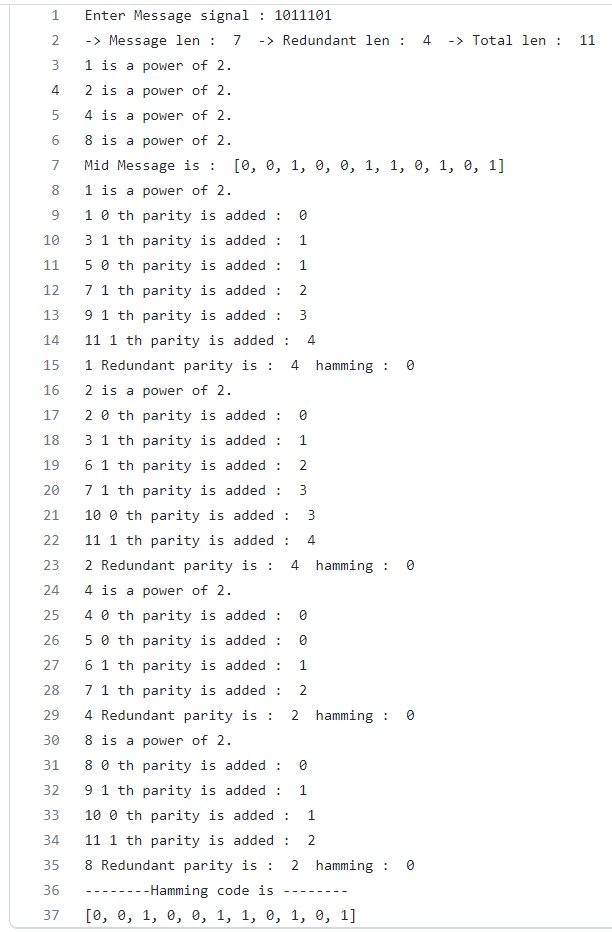 1 Enter Message signal : 1011101
2 -> Message len :  7  -> Redundant len :  4  -> Total len :  11
3 1 is a power of 2.
4 2 is a power of 2.
5 4 is a power of 2.
6 8 is a power of 2.
7 Mid Message is :  [0, 0, 1, 0, 0, 1, 1, 0, 1, 0, 1]
8 1 is a power of 2.
9 1 0 th parity is added :  0
10 3 1 th parity is added :  1
11 5 0 th parity is added :  1
12 7 1 th parity is added :  2
13 9 1 th parity is added :  3
14 11 1 th parity is added :  4
15 1 Redundant parity is :  4  hamming :  0
16 2 is a power of 2.
17 2 0 th parity is added :  0
18 3 1 th parity is added :  1
19 6 1 th parity is added :  2
20 7 1 th parity is added :  3
21 10 0 th parity is added :  3
22 11 1 th parity is added :  4
23 2 Redundant parity is :  4  hamming :  0
24 4 is a power of 2.
25 4 0 th parity is added :  0
26 5 0 th parity is added :  0
27 6 1 th parity is added :  1
28 7 1 th parity is added :  2
29 4 Redundant parity is :  2  hamming :  0
30 8 is a power of 2.
31 8 0 th parity is added :  0
32 9 1 th parity is added :  1
33 10 0 th parity is added :  1
34 11 1 th parity is added :  2
35 8 Redundant parity is :  2  hamming :  0
36 --------Hamming code is --------
37 [0, 0, 1, 0, 0, 1, 1, 0, 1, 0, 1]